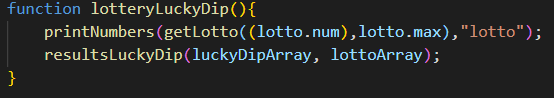 function lotteryLuckyDip(){
    printNumbers(getLotto((lotto.num),lotto.max),"lotto");
    resultsLuckyDip(luckyDipArray, lottoArray);
}